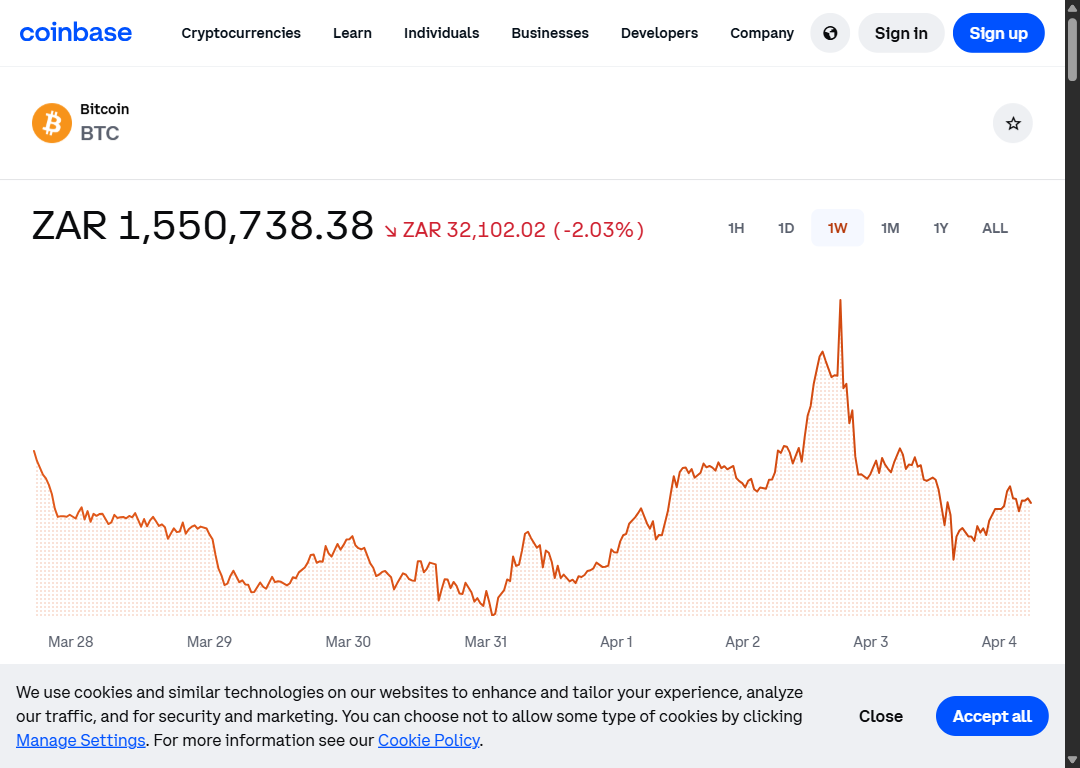 coinbase Cryptocurrencies Learn Individuals Businesses Developers Company Sign in Sign up
Bitcoin
BTC
ZAR 1,550,738.38 ↘ ZAR 32,102.02 (-2.03%) 1H 1D 1W 1M 1Y ALL
Mar 28 Mar 29 Mar 30 Mar 31 Apr 1 Apr 2 Apr 3 Apr 4
We use cookies and similar technologies on our websites to enhance and tailor your experience, analyze
our traffic, and for security and marketing. You can choose not to allow some type of cookies by clicking
Manage Settings. For more information see our Cookie Policy.
Close Accept all